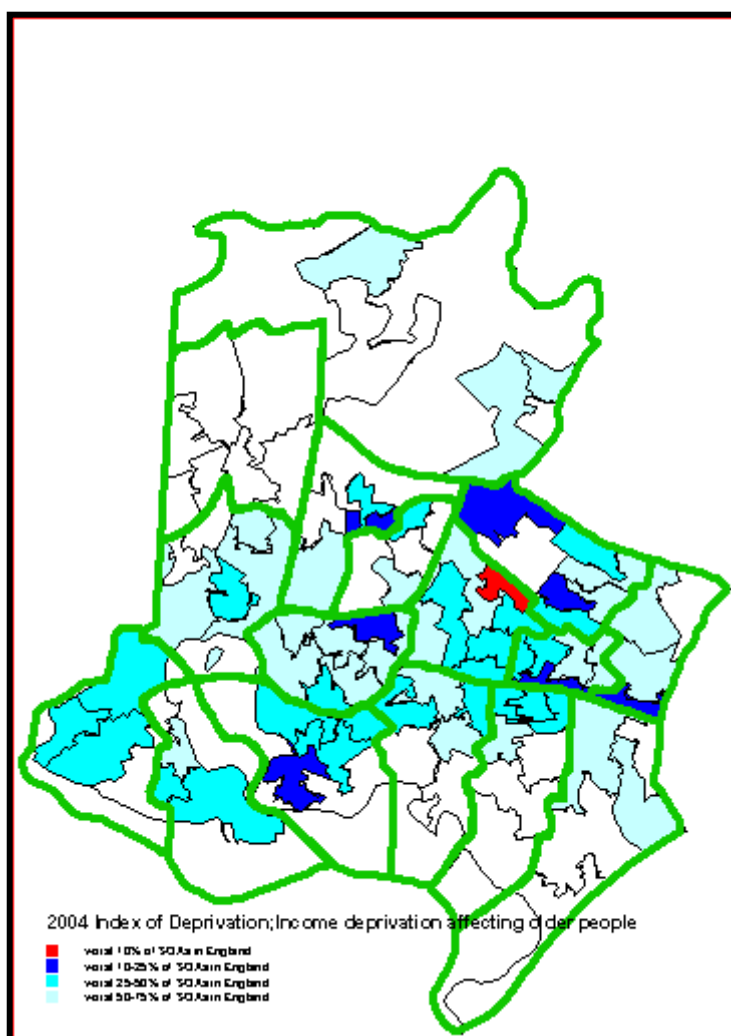 2004 Index of Deprivation;Income deprivation affecting older people
worst 10% of SOAs in England
worst 10-25% of SOAs in England
worst 25-50% of SOAs in England
worst 50-75% of SOAs in England